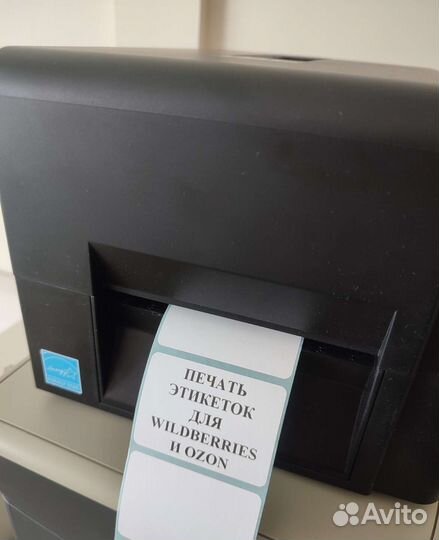 ПЕЧАТЬ
ЭТИКЕТОК
ДЛЯ
WILDBERRIES
И OZON
Avito